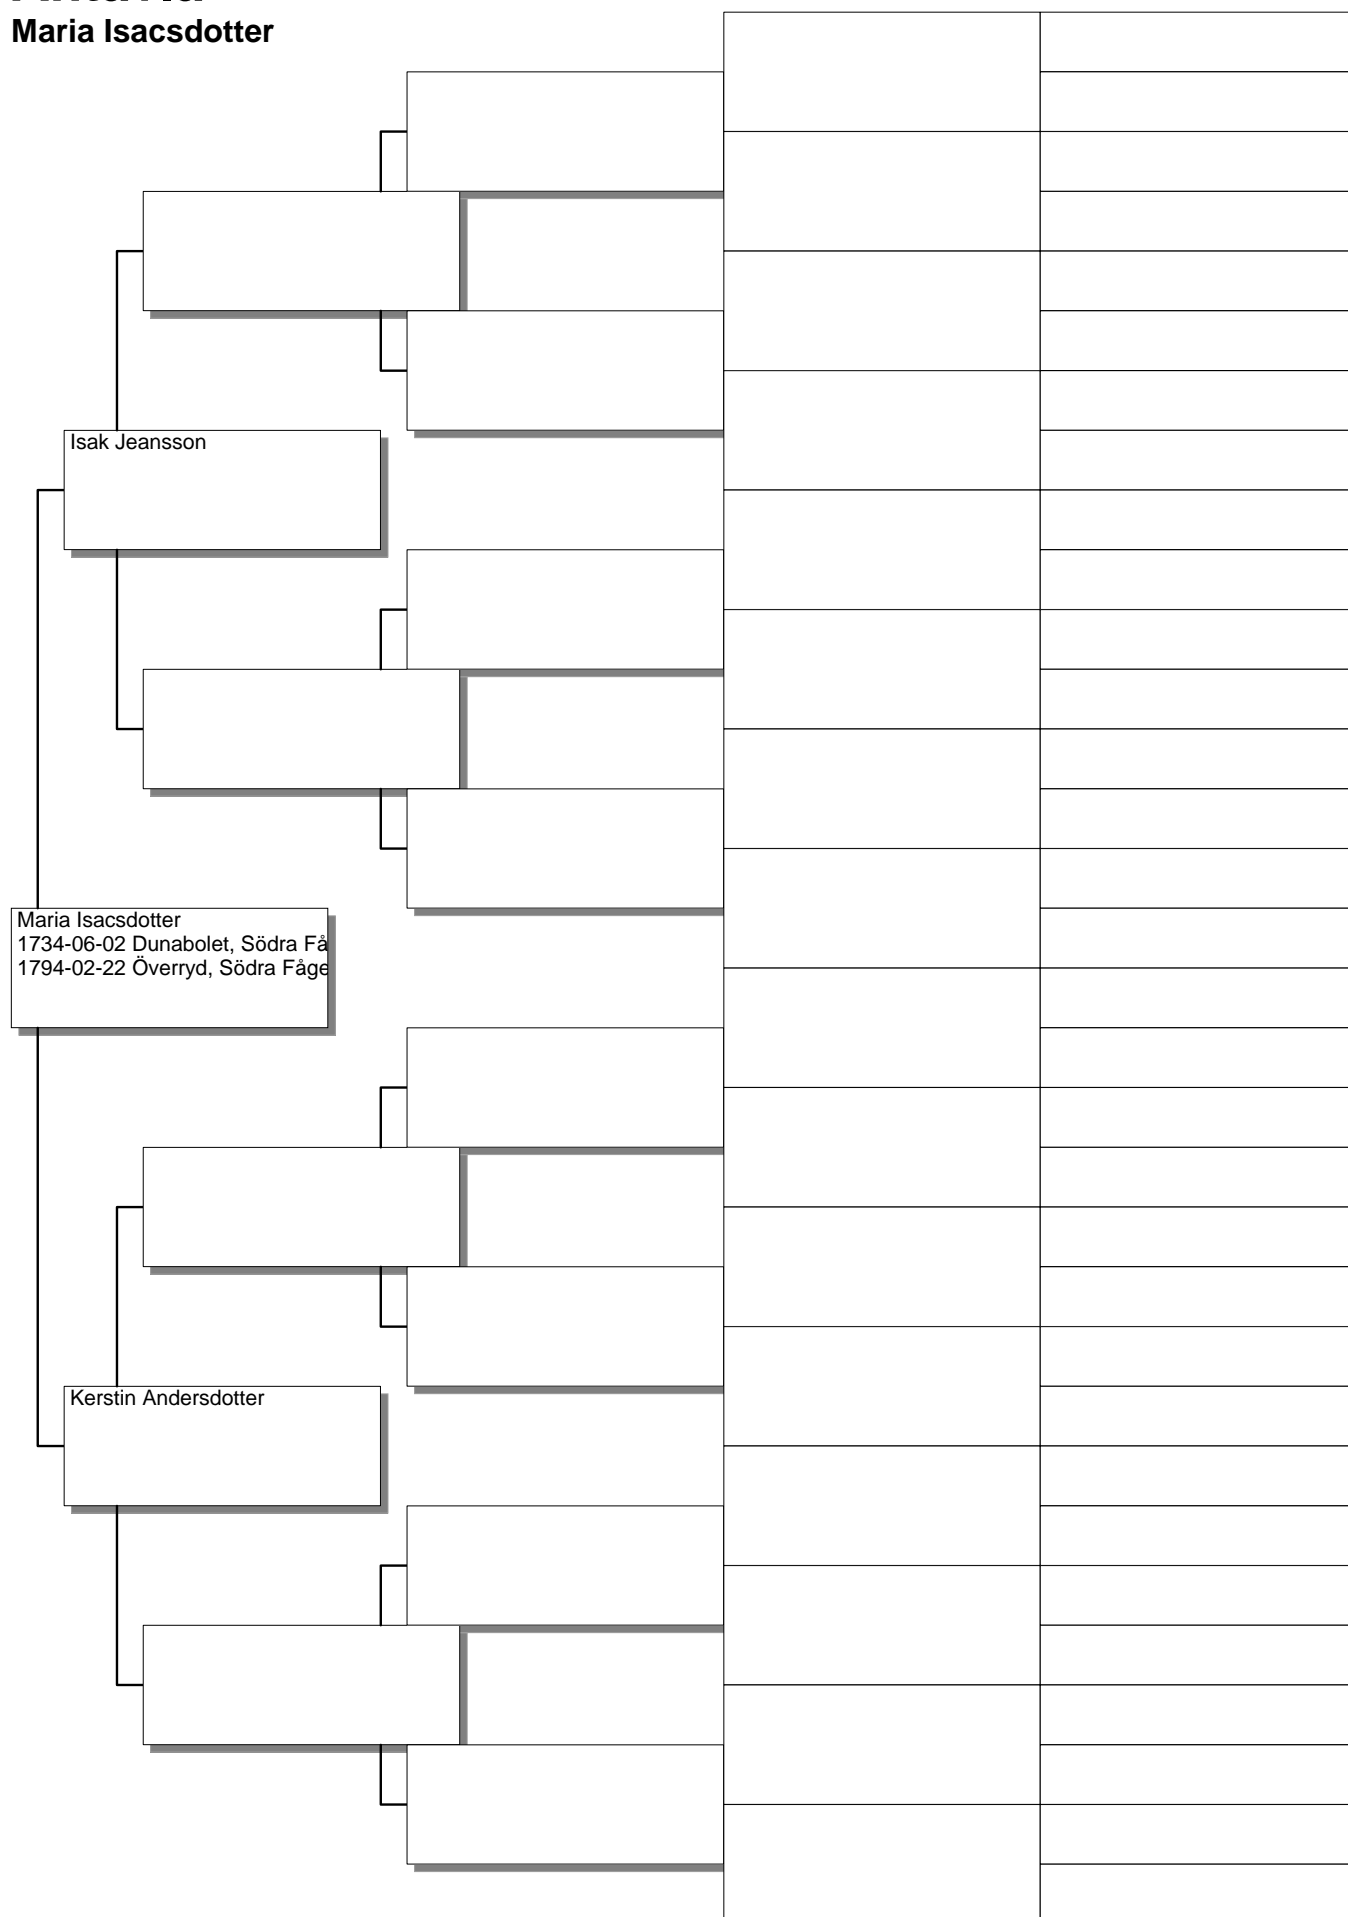 Maria Isacsdotter
Isak Jeansson
Maria Isacsdotter
1734-06-02 Dunabolet, Södra Få
1794-02-22 Överryd, Södra Fåge
Kerstin Andersdotter